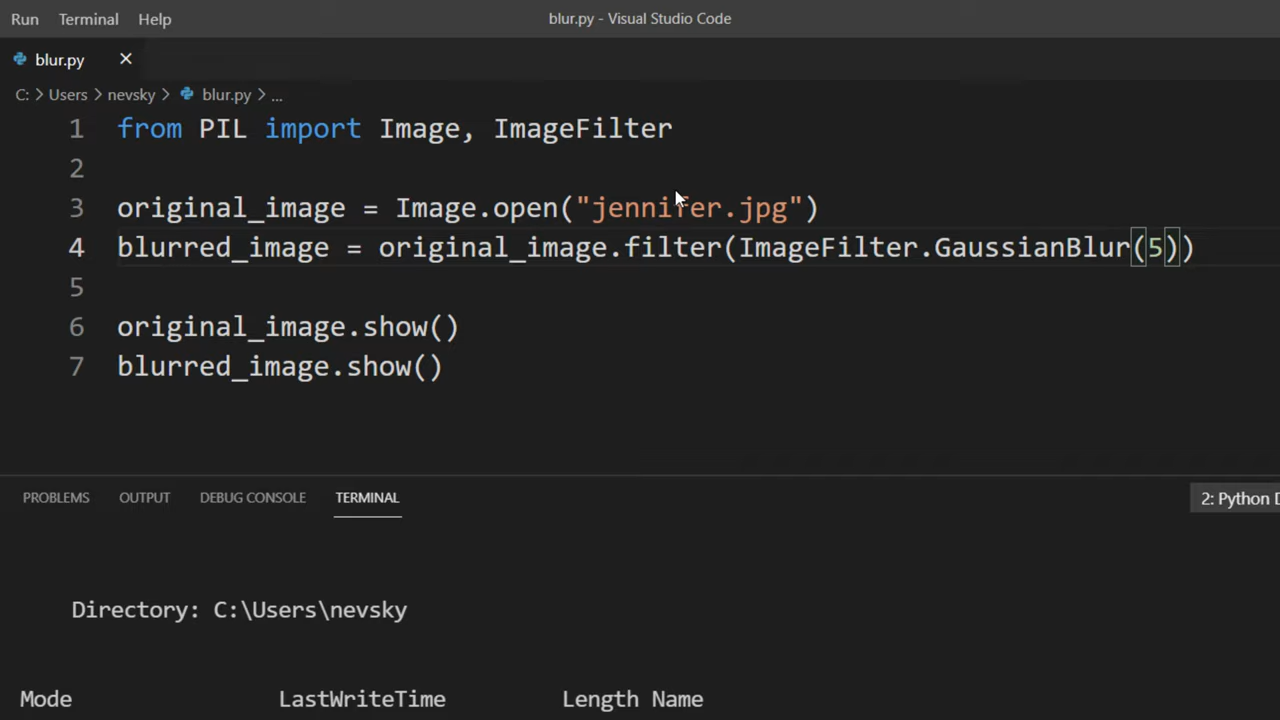 Run Terminal Help blur.py - Visual Studio Code
blur.py ×
C: > Users > nevsky > blur.py > ...
1 from PIL import Image, ImageFilter
2
3 original_image = Image.open("jennifer.jpg")
4 blurred_image = original_image.filter(ImageFilter.GaussianBlur(5))
5
6 original_image.show()
7 blurred_image.show()
PROBLEMS OUTPUT DEBUG CONSOLE TERMINAL 2: Python D
Directory: C:\Users\nevsky
Mode LastWriteTime Length Name